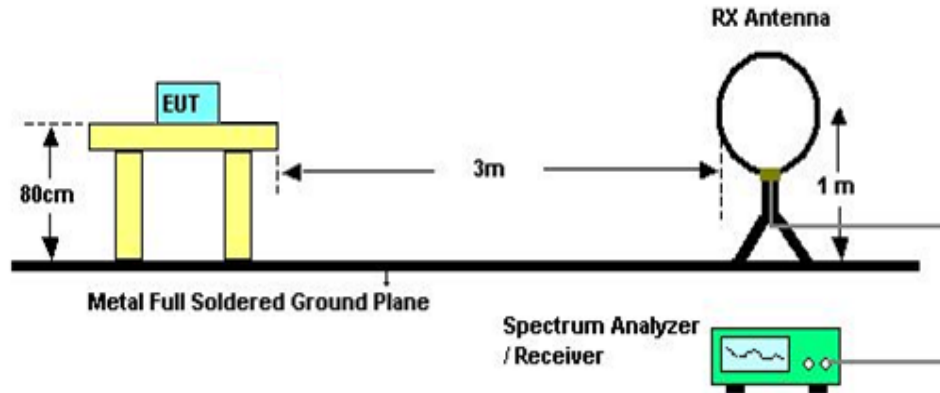 RX Antenna
EUT
3m
80cm
1 m
Metal Full Soldered Ground Plane
Spectrum Analyzer
/ Receiver